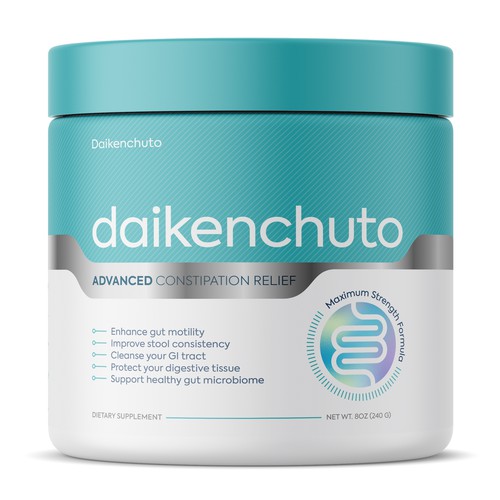 Daikenchuto
daikenchuto
ADVANCED CONSTIPATION RELIEF
Maximum Strength Formula
Enhance gut motility
Improve stool consistency
Cleanse your GI tract
Protect your digestive tissue
Support healthy gut microbiome
DIETARY SUPPLEMENT
NET WT. 8OZ (240 G)